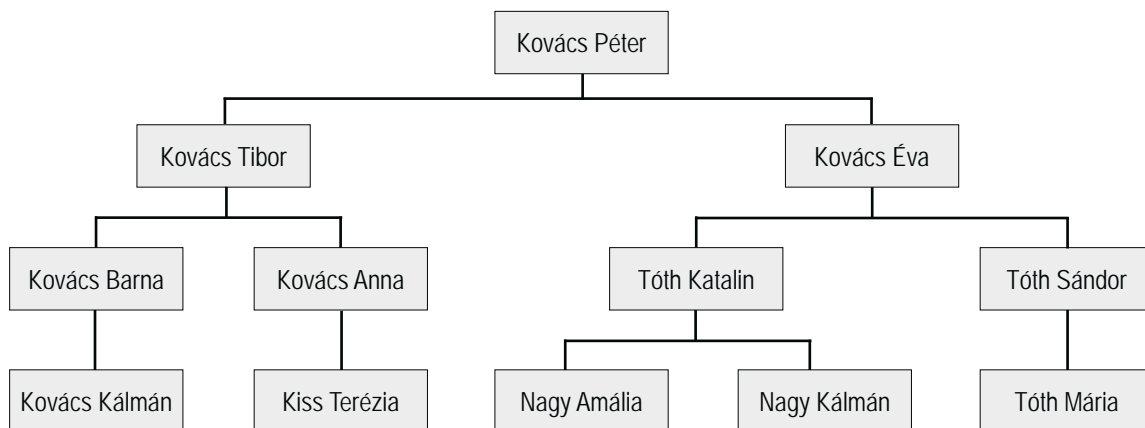 Kovács Péter
Kovács Tibor
Kovács Éva
Kovács Barna
Kovács Anna
Tóth Katalin
Tóth Sándor
Kovács Kálmán
Kiss Terézia
Nagy Amália
Nagy Kálmán
Tóth Mária